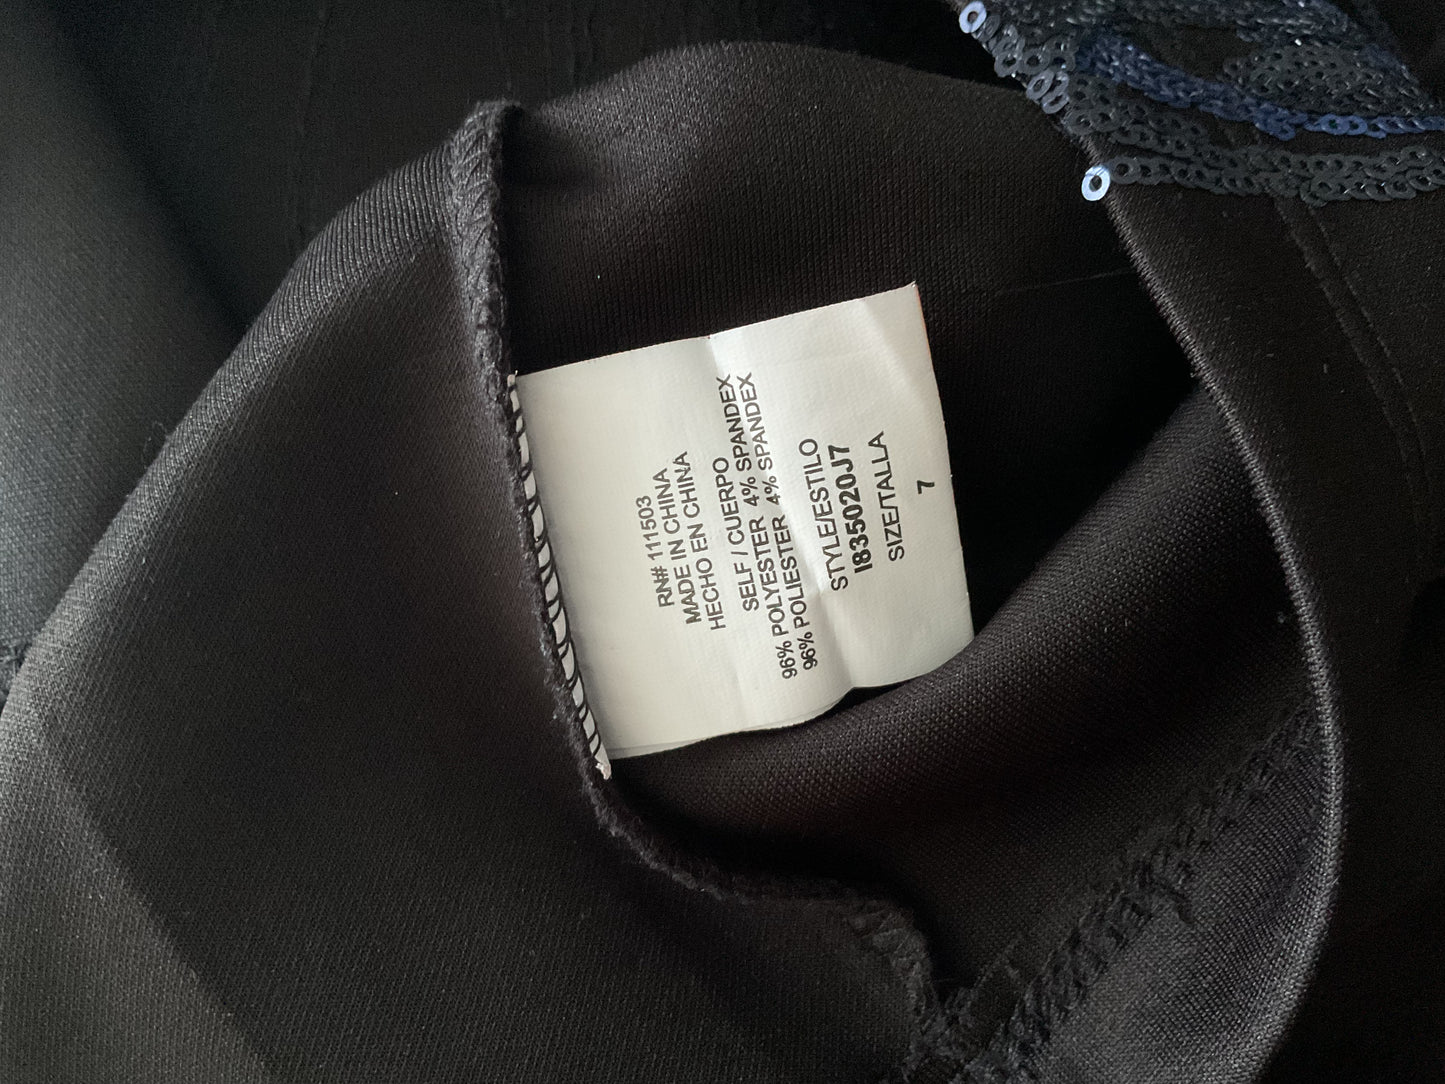 RN# 111503
MADE IN CHINA
HECHO EN CHINA
SELF / CUERPO
96% POLYESTER 4% SPANDEX
96% POLIESTER 4% SPANDEX
STYLE/ESTILO
I835020J7
SIZE/TALLA
7